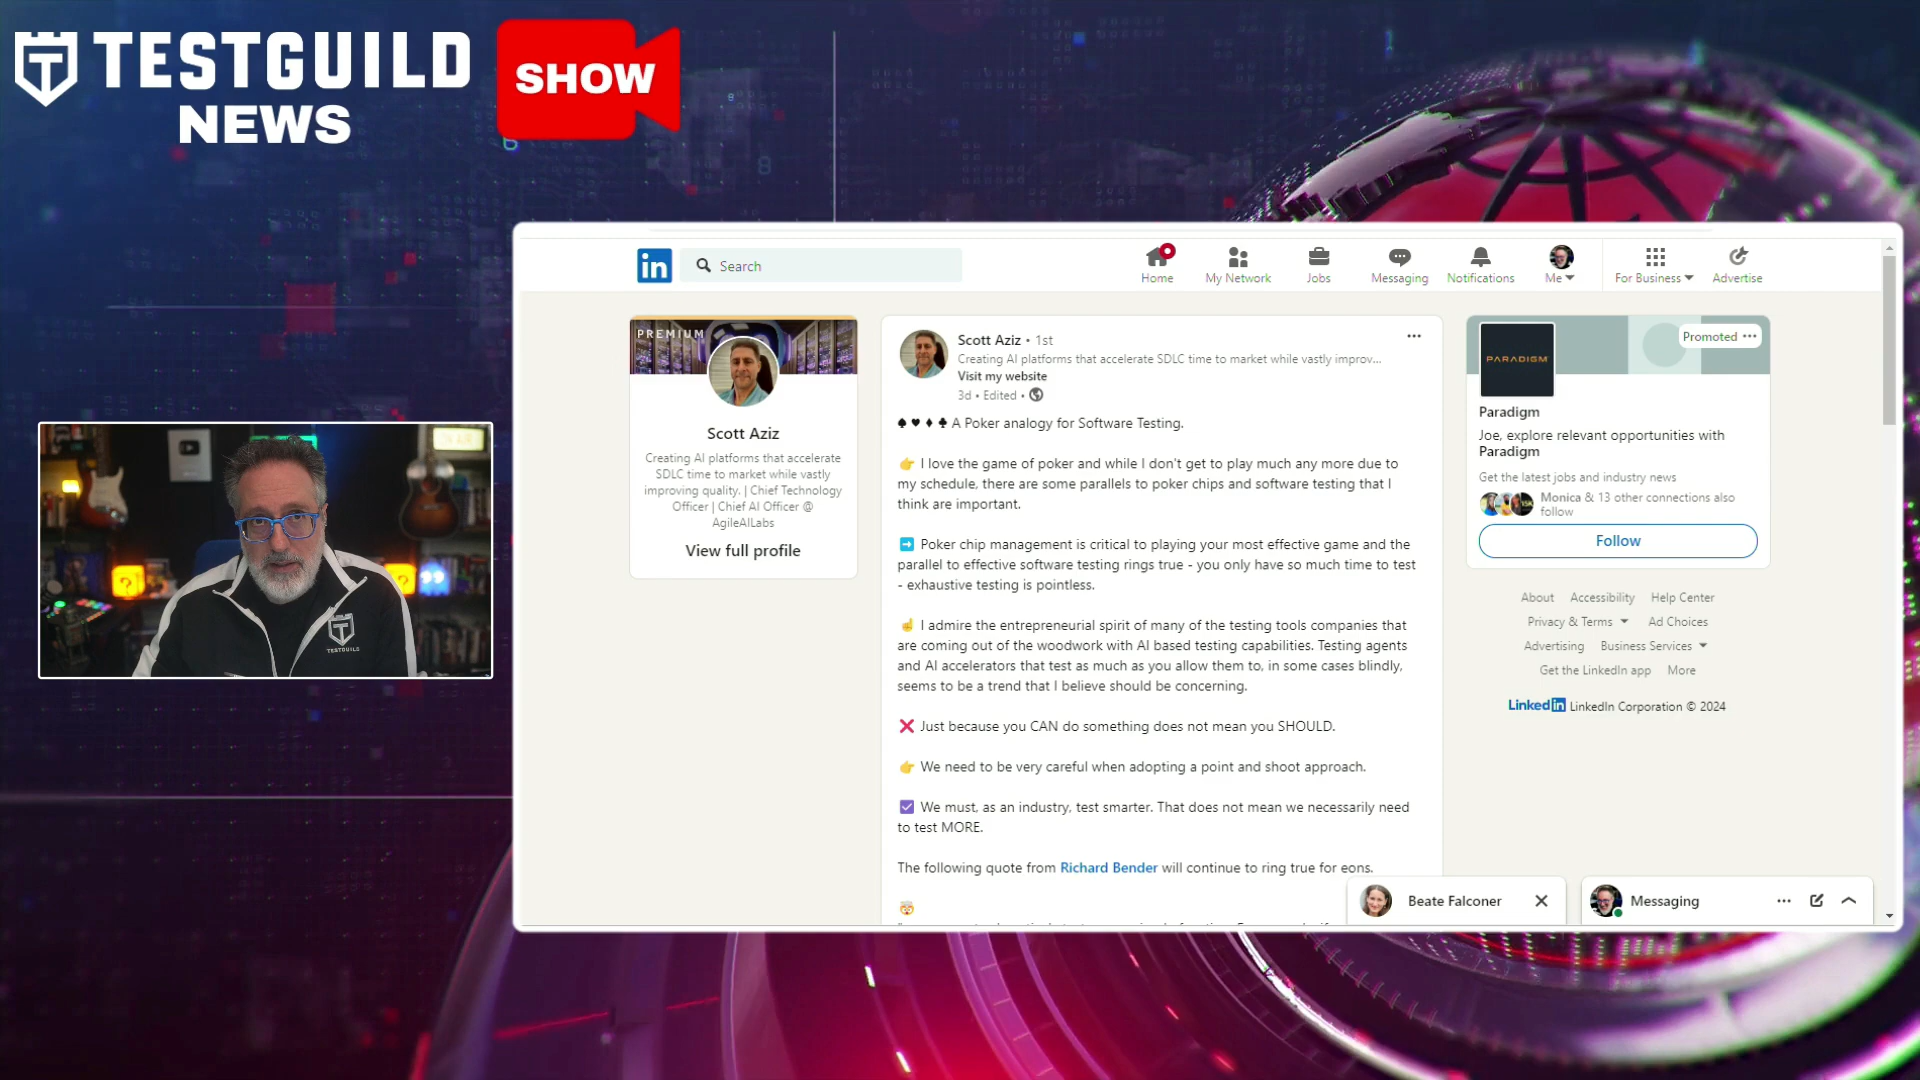 TESTGUILD
NEWS
SHOW
in
Search
Home
My Network
Jobs
Messaging
Notifications
Me
For Business
Advertise
PREMIUM
Scott Aziz
Creating AI platforms that accelerate
SDLC time to market while vastly
improving quality. | Chief Technology
Officer | Chief AI Officer @
AgileAILabs
View full profile
Scott Aziz • 1st
Creating AI platforms that accelerate SDLC time to market while vastly improv...
Visit my website
3d • Edited •
♠ ♥ ♦ ♣ A Poker analogy for Software Testing.
👉 I love the game of poker and while I don't get to play much any more due to
my schedule, there are some parallels to poker chips and software testing that I
think are important.
➡️ Poker chip management is critical to playing your most effective game and the
parallel to effective software testing rings true - you only have so much time to test
- exhaustive testing is pointless.
☝️ I admire the entrepreneurial spirit of many of the testing tools companies that
are coming out of the woodwork with AI based testing capabilities. Testing agents
and AI accelerators that test as much as you allow them to, in some cases blindly,
seems to be a trend that I believe should be concerning.
❌ Just because you CAN do something does not mean you SHOULD.
👉 We need to be very careful when adopting a point and shoot approach.
☑️ We must, as an industry, test smarter. That does not mean we necessarily need
to test MORE.
The following quote from Richard Bender will continue to ring true for eons.
🤯
Promoted
PARADIGM
Paradigm
Joe, explore relevant opportunities with
Paradigm
Get the latest jobs and industry news
Monica & 13 other connections also
follow
Follow
About Accessibility Help Center
Privacy & Terms Ad Choices
Advertising Business Services
Get the LinkedIn app More
LinkedIn LinkedIn Corporation © 2024
Beate Falconer
Messaging
ON AIR
TESTGUILD